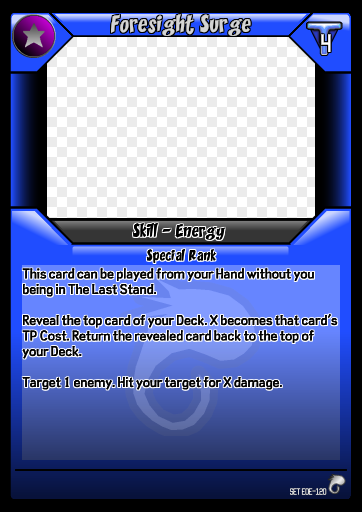 Foresight Surge
4
Skill - Energy
Special Rank
This card can be played from your Hand without you
being in The Last Stand.
Reveal the top card of your Deck. X becomes that card's
TP Cost. Return the revealed card back to the top of
your Deck.
Target 1 enemy. Hit your target for X damage.
SET EOE-120